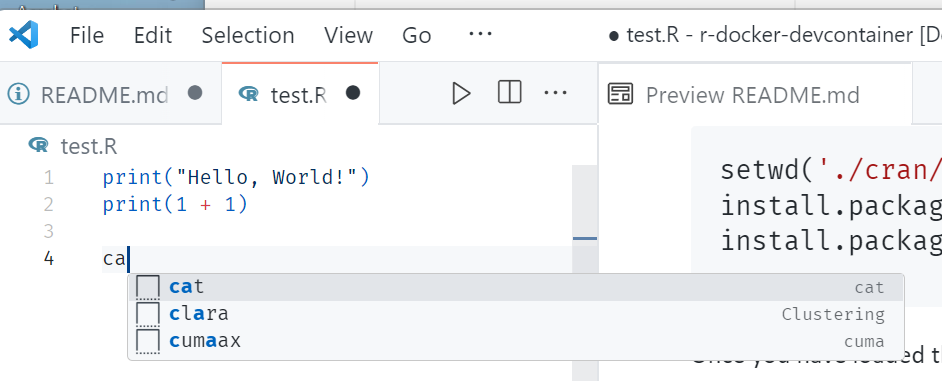 File Edit Selection View Go ··· ● test.R - r-docker-devcontainer [D
README.md ● test.R ● ··· Preview README.md
test.R
1 print("Hello, World!")
2 print(1 + 1)
3
4 ca
cat cat
clara Clustering
cumaax cuma
setwd('./cran/
install.packag
install.packag
Once you have loaded th